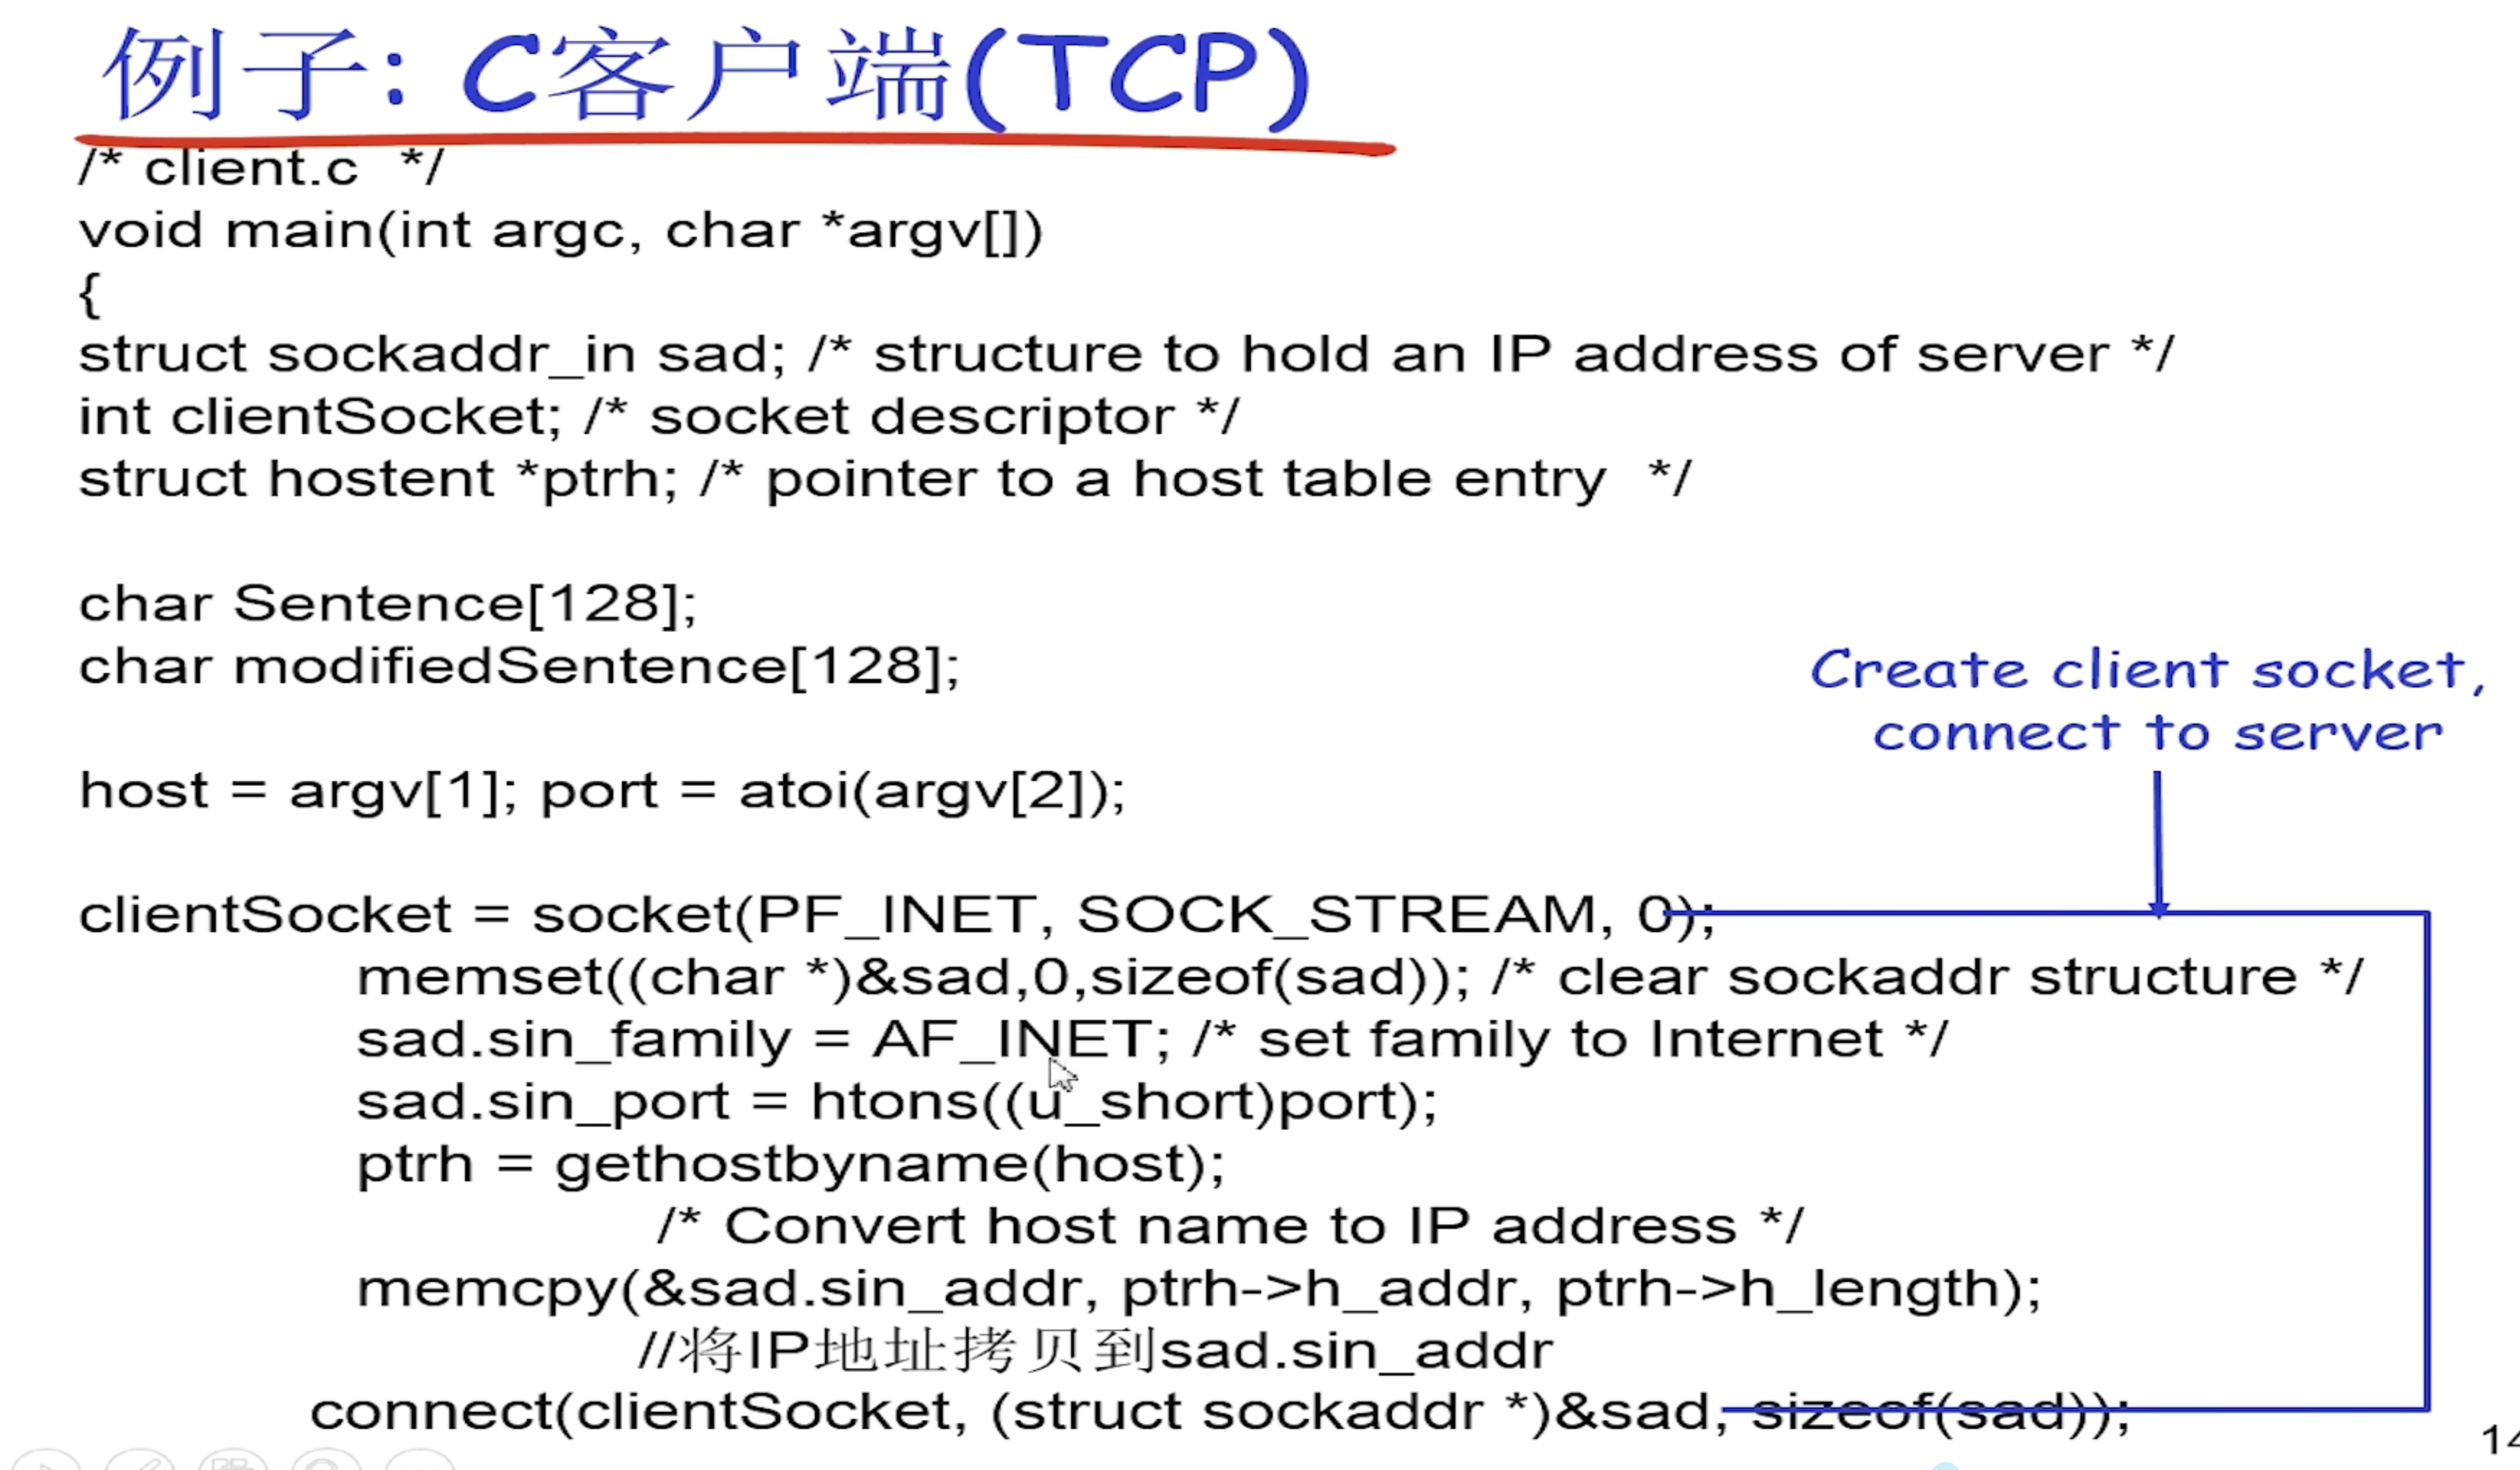 例子: C客户端(TCP)
/* client.c  */
void main(int argc, char *argv[])
{
struct sockaddr_in sad; /* structure to hold an IP address of server */
int clientSocket; /* socket descriptor */
struct hostent *ptrh; /* pointer to a host table entry  */
char Sentence[128];
char modifiedSentence[128];
Create client socket,
connect to server
host = argv[1]; port = atoi(argv[2]);
clientSocket = socket(PF_INET, SOCK_STREAM, 0);
memset((char *)&sad,0,sizeof(sad)); /* clear sockaddr structure */
sad.sin_family = AF_INET; /* set family to Internet */
sad.sin_port = htons((u_short)port);
ptrh = gethostbyname(host);
/* Convert host name to IP address */
memcpy(&sad.sin_addr, ptrh->h_addr, ptrh->h_length);
//将IP地址拷贝到sad.sin_addr
connect(clientSocket, (struct sockaddr *)&sad, sizeof(sad));